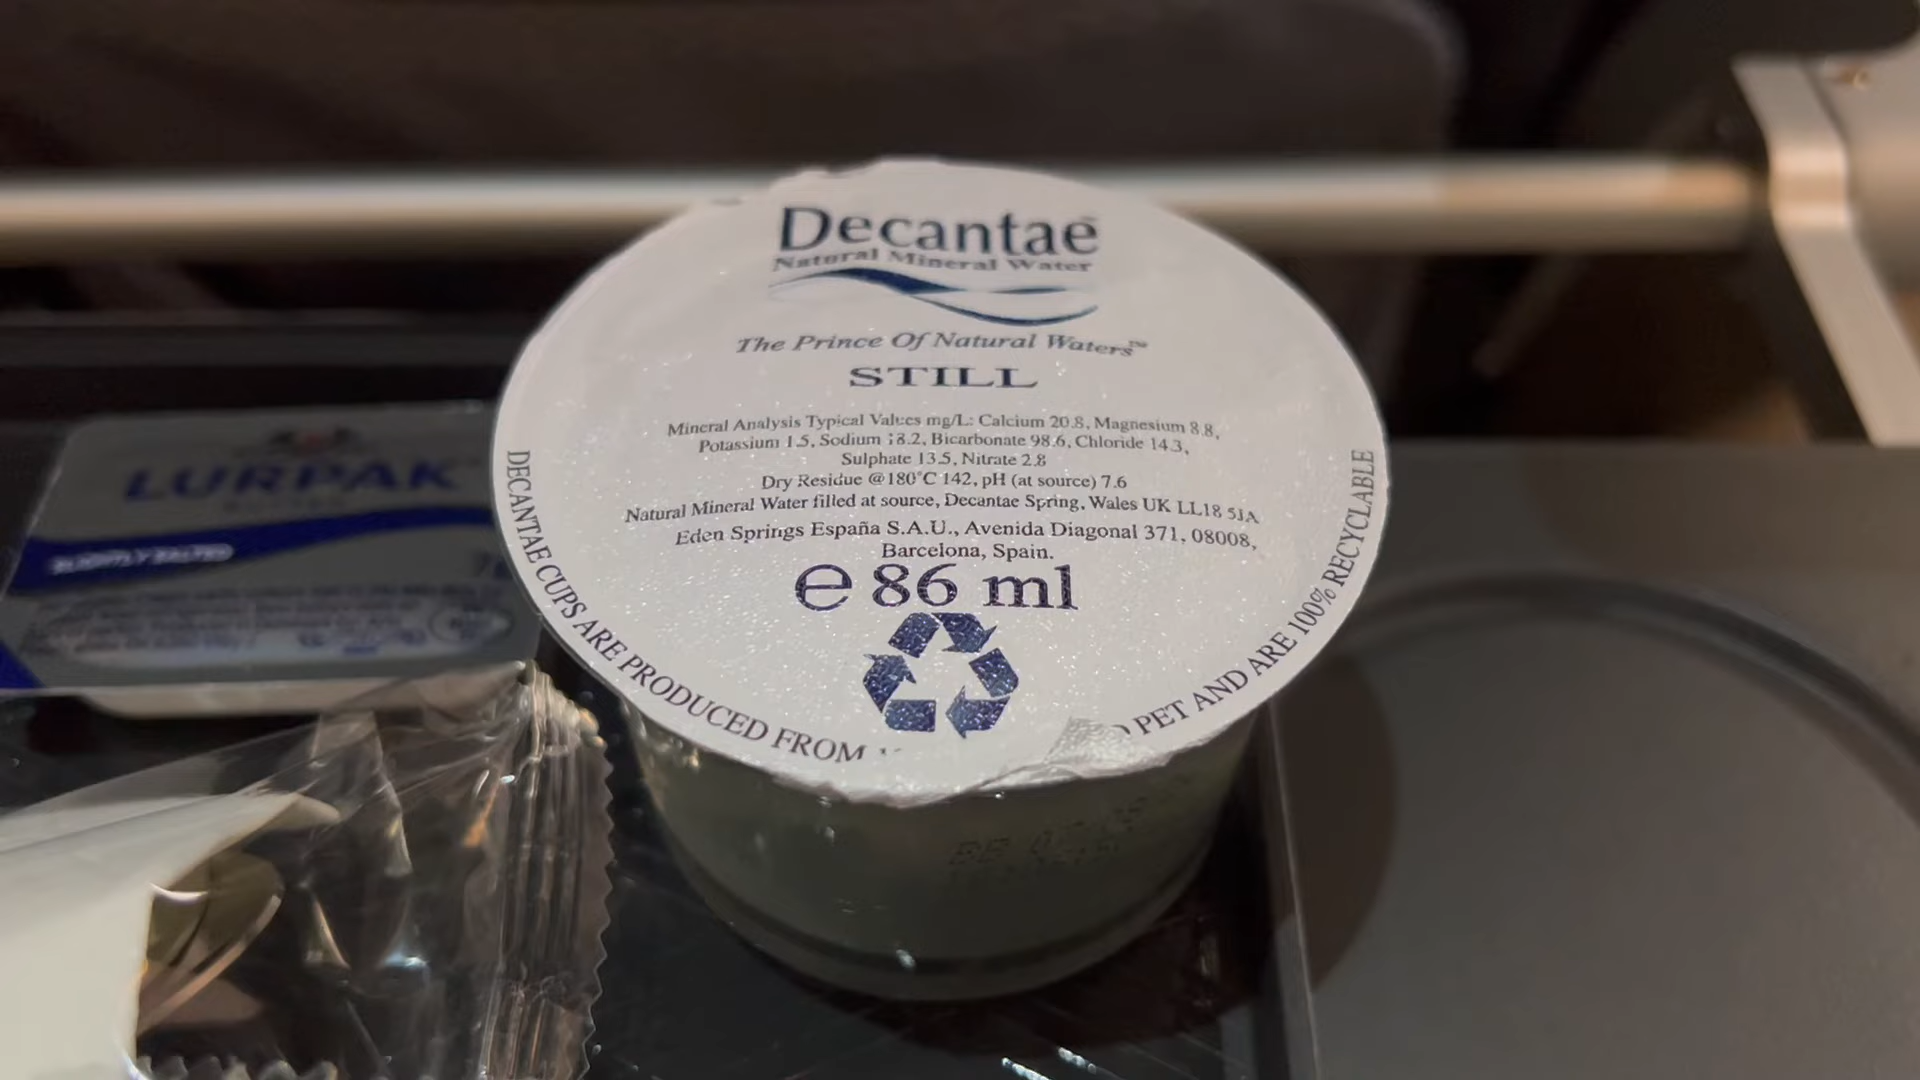 Decantae
Natural Mineral Water
The Prince Of Natural Waters™
STILL
Mineral Analysis Typical Values mg/L: Calcium 20.8, Magnesium 8.8,
Potassium 1.5, Sodium 18.2, Bicarbonate 98.6, Chloride 14.3,
Sulphate 13.5, Nitrate 2.8
Dry Residue @180°C 142, pH (at source) 7.6
Natural Mineral Water filled at source, Decantae Spring, Wales UK LL18 5JA
Eden Springs España S.A.U., Avenida Diagonal 371, 08008,
Barcelona, Spain.
e 86 ml
DECANTAE CUPS ARE PRODUCED FROM PET AND ARE 100% RECYCLABLE
LURPAK
SLIGHTLY SALTED